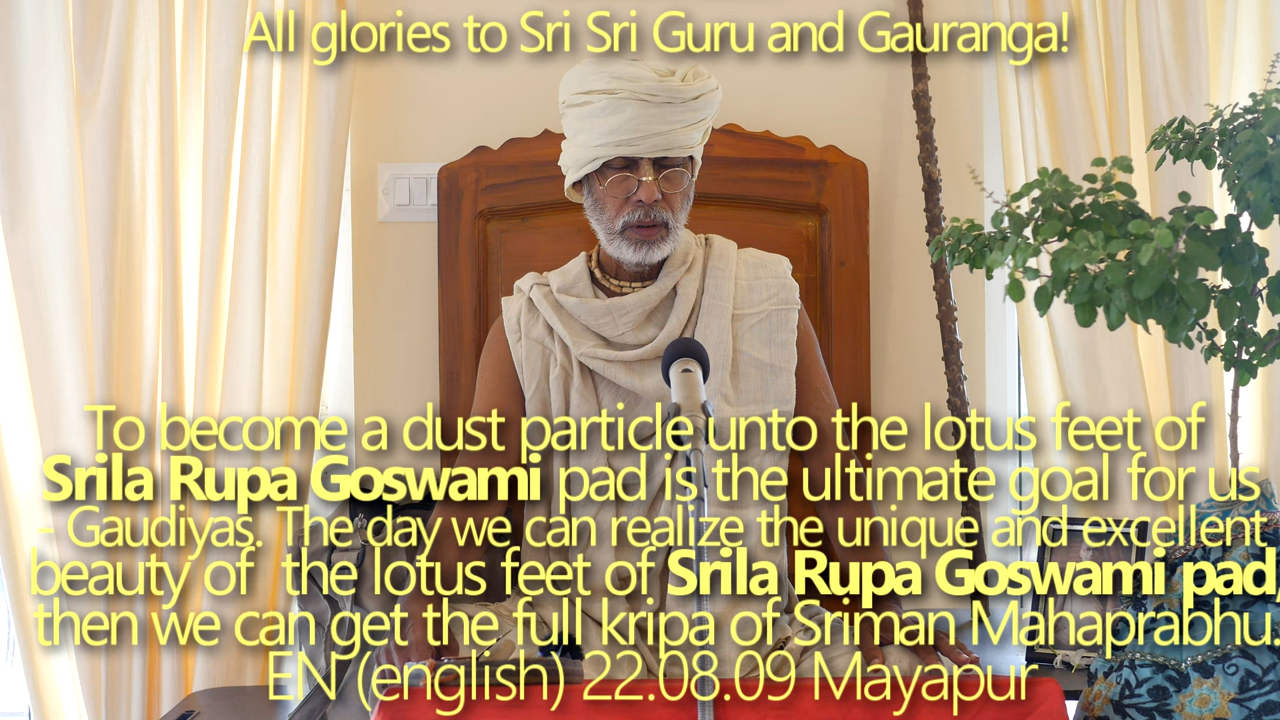 All glories to Sri Sri Guru and Gauranga!
To become a dust particle unto the lotus feet of
Srila Rupa Goswami pad is the ultimate goal for us
- Gaudiyas. The day we can realize the unique and excellent
beauty of the lotus feet of Srila Rupa Goswami pad,
then we can get the full kripa of Sriman Mahaprabhu.
EN (english) 22.08.09 Mayapur